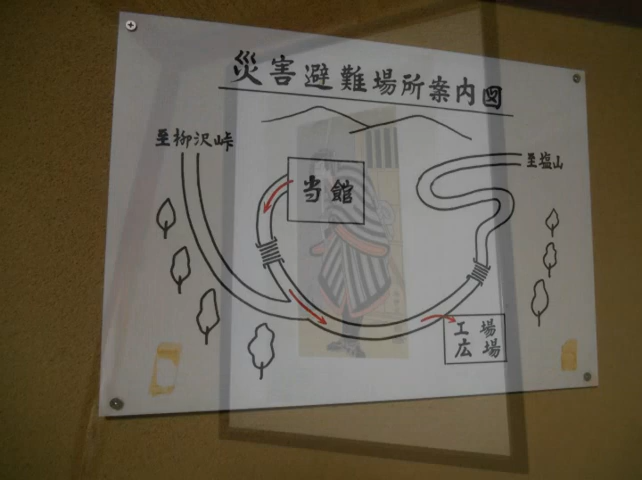 災害避難場所案内図
至柳沢峠
至塩山
当館
工場
広場